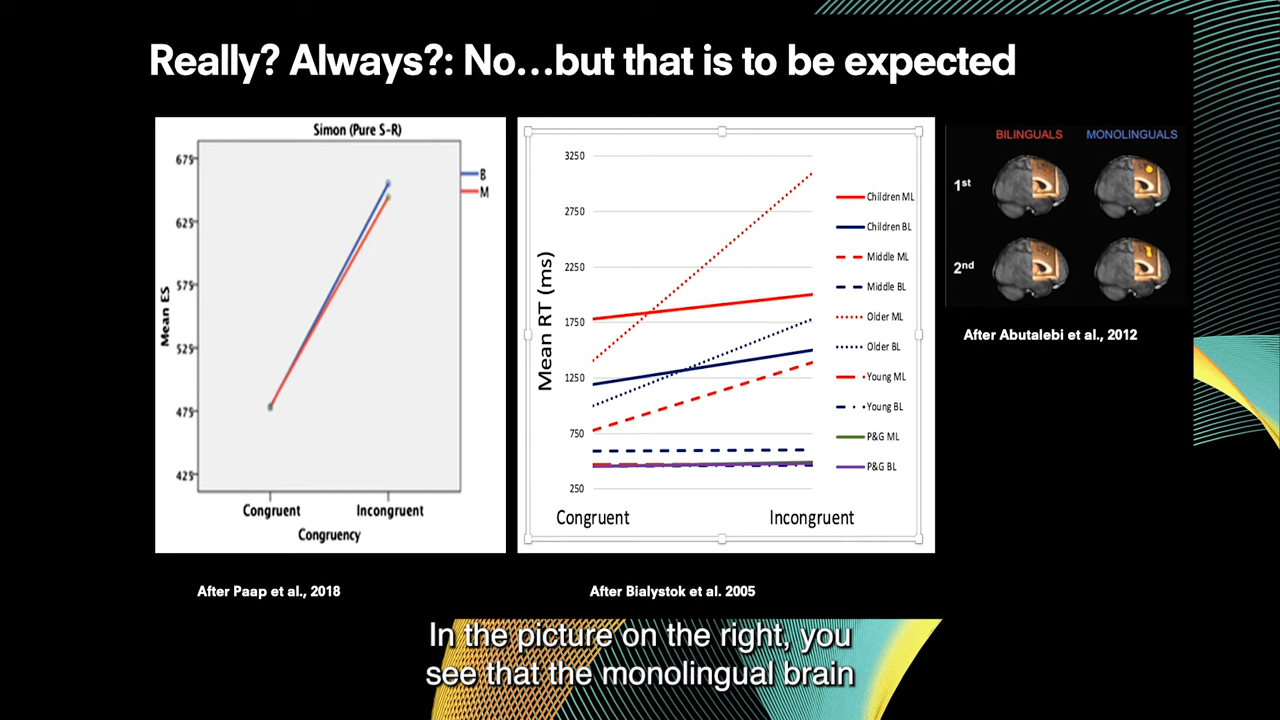 Really? Always?: No...but that is to be expected
Simon (Pure S-R)
679
625
579
525
475
425
Mean ES
Congruent
Incongruent
Congruency
B
M
After Paap et al., 2018
3250
2750
2250
1750
1250
750
250
Mean RT (ms)
Congruent
Incongruent
Children ML
Children BL
Middle ML
Middle BL
Older ML
Older BL
Young ML
Young BL
P&G ML
P&G BL
After Bialystok et al. 2005
BILINGUALS
MONOLINGUALS
1st
2nd
After Abutalebi et al., 2012
In the picture on the right, you
see that the monolingual brain